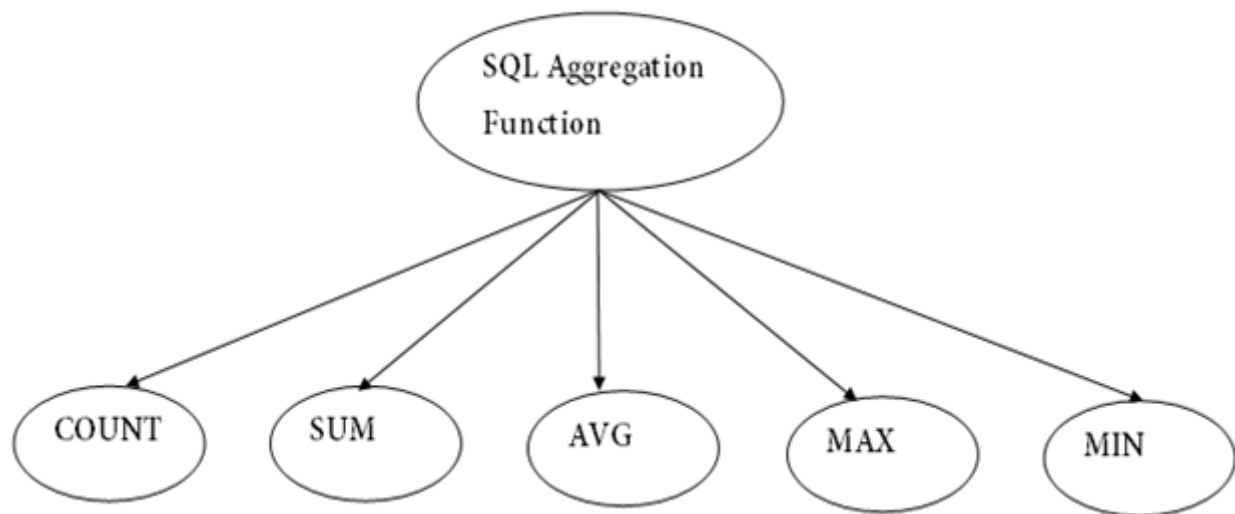 SQL Aggregation
Function
COUNT
SUM
AVG
MAX
MIN